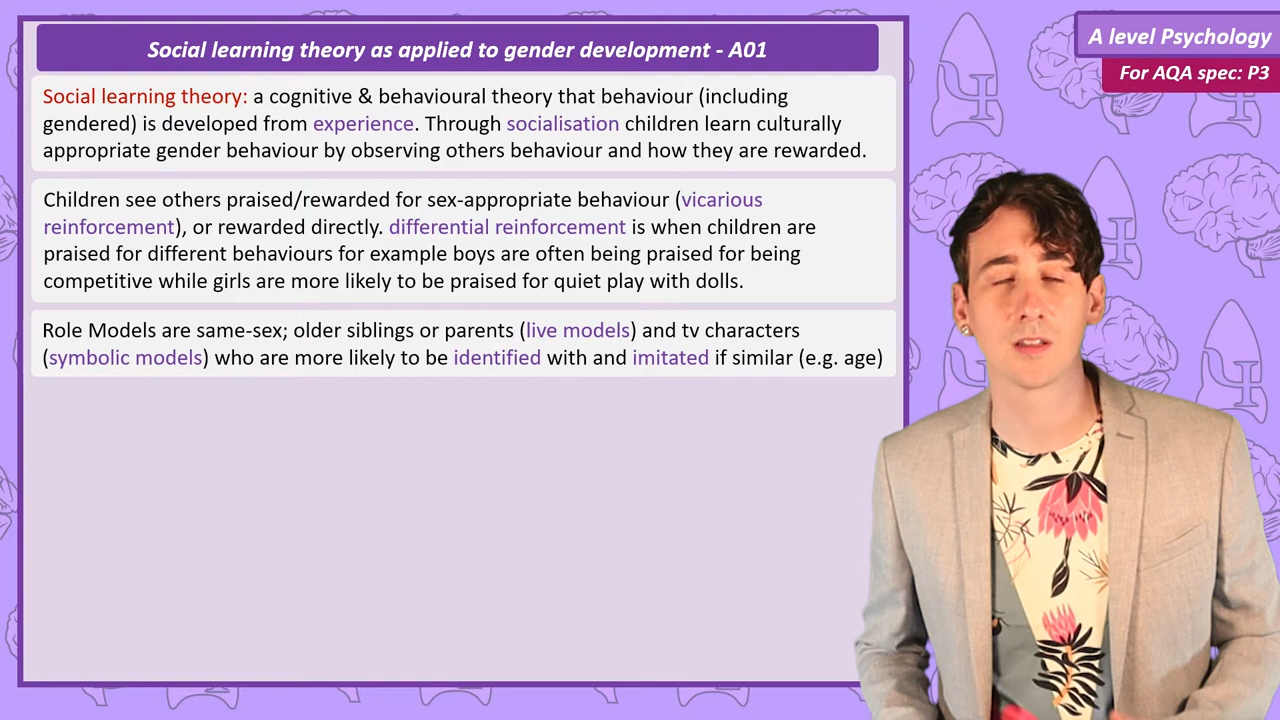 Social learning theory as applied to gender development - A01
A level Psychology
For AQA spec: P3
Social learning theory: a cognitive & behavioural theory that behaviour (including
gendered) is developed from experience. Through socialisation children learn culturally
appropriate gender behaviour by observing others behaviour and how they are rewarded.
Children see others praised/rewarded for sex-appropriate behaviour (vicarious
reinforcement), or rewarded directly. differential reinforcement is when children are
praised for different behaviours for example boys are often being praised for being
competitive while girls are more likely to be praised for quiet play with dolls.
Role Models are same-sex; older siblings or parents (live models) and tv characters
(symbolic models) who are more likely to be identified with and imitated if similar (e.g. age)